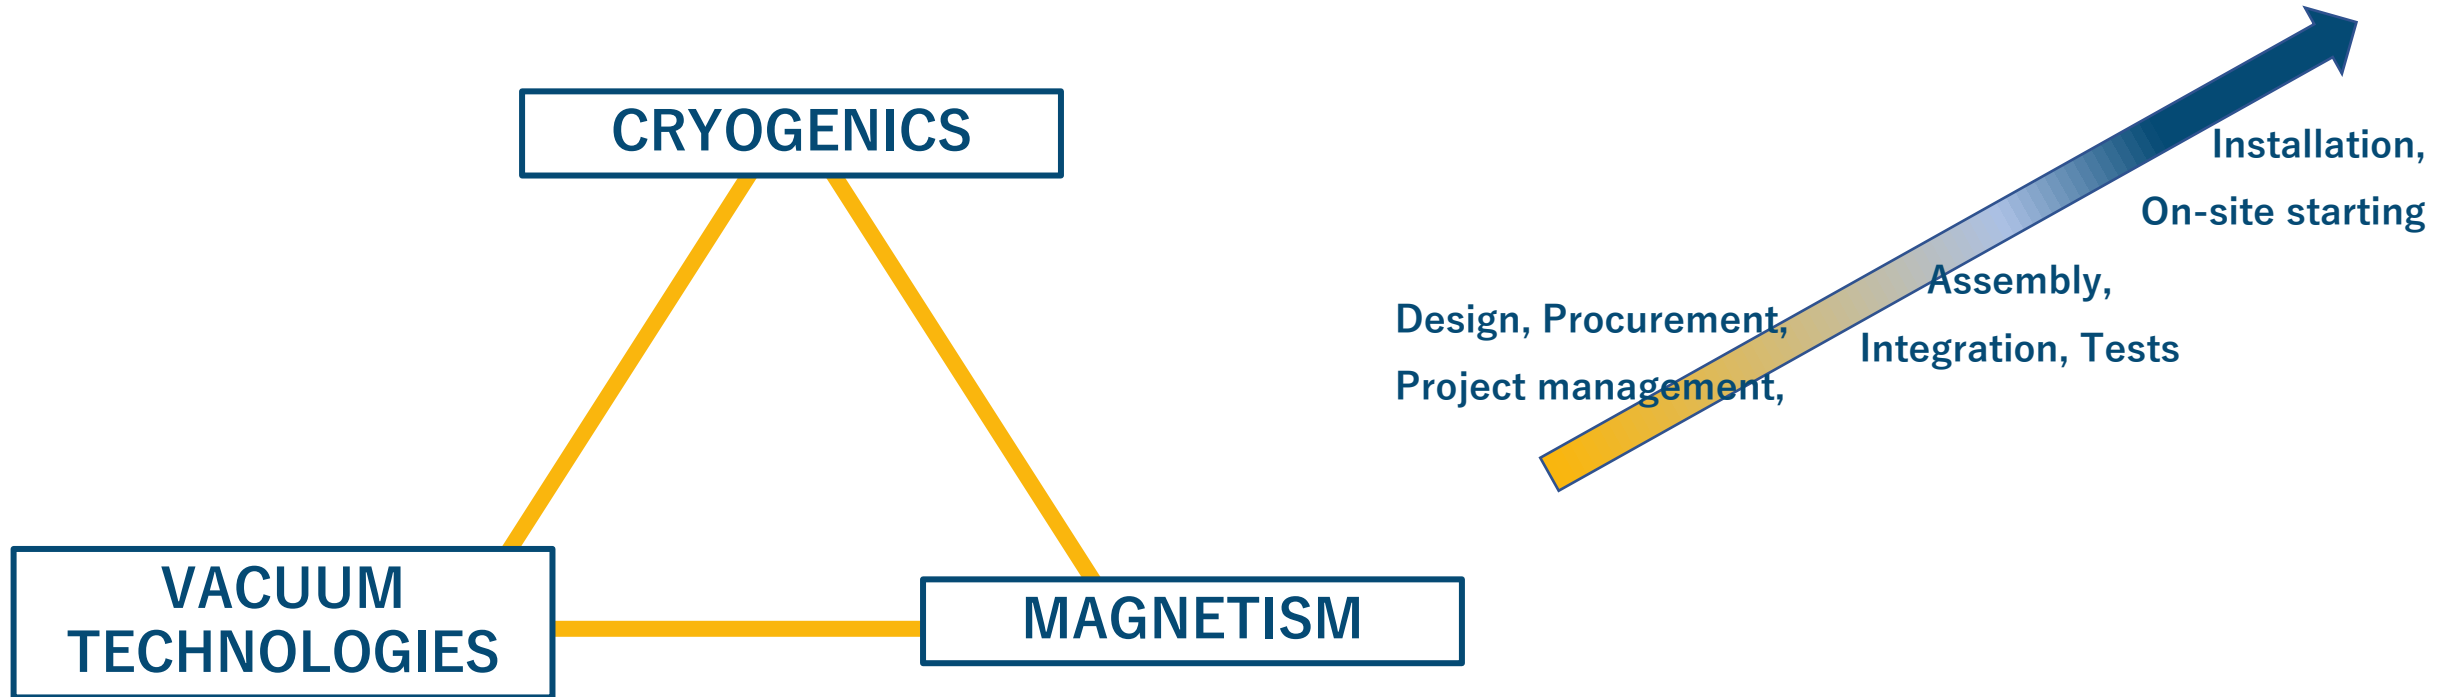 CRYOGENICS
VACUUM
TECHNOLOGIES
MAGNETISM
Design, Procurement,
Project management,
Assembly,
Integration, Tests
Installation,
On-site starting